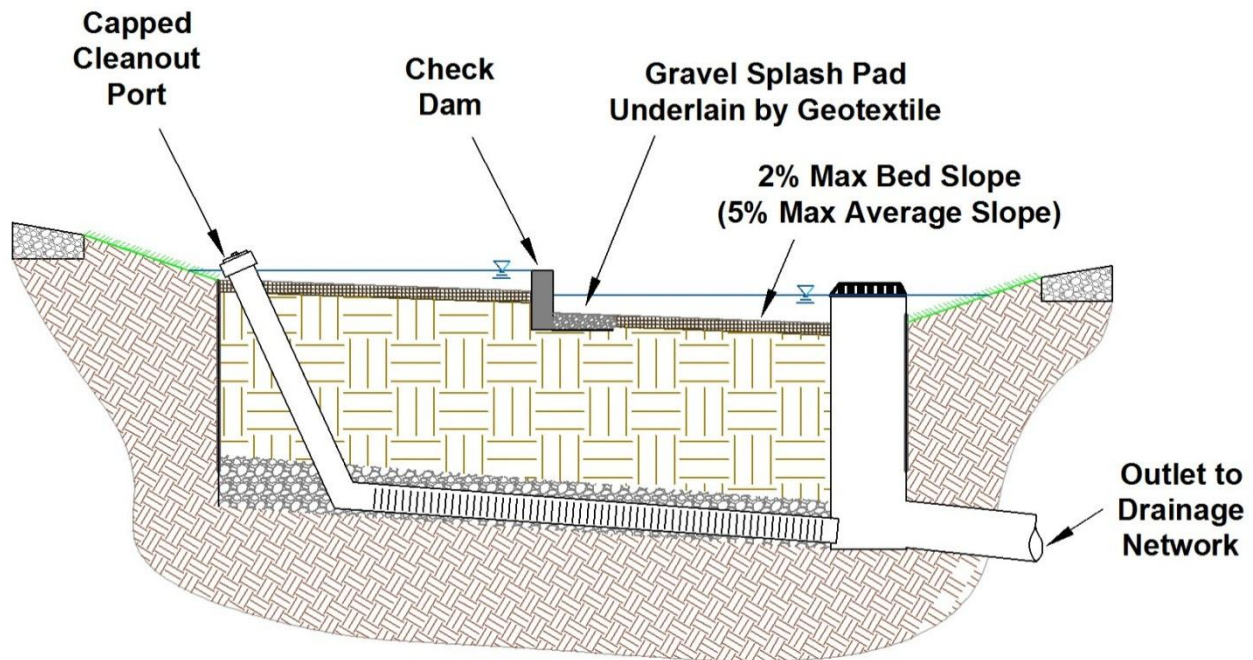 Capped
Cleanout
Port
Check
Dam
Gravel Splash Pad
Underlain by Geotextile
2% Max Bed Slope
(5% Max Average Slope)
Outlet to
Drainage
Network